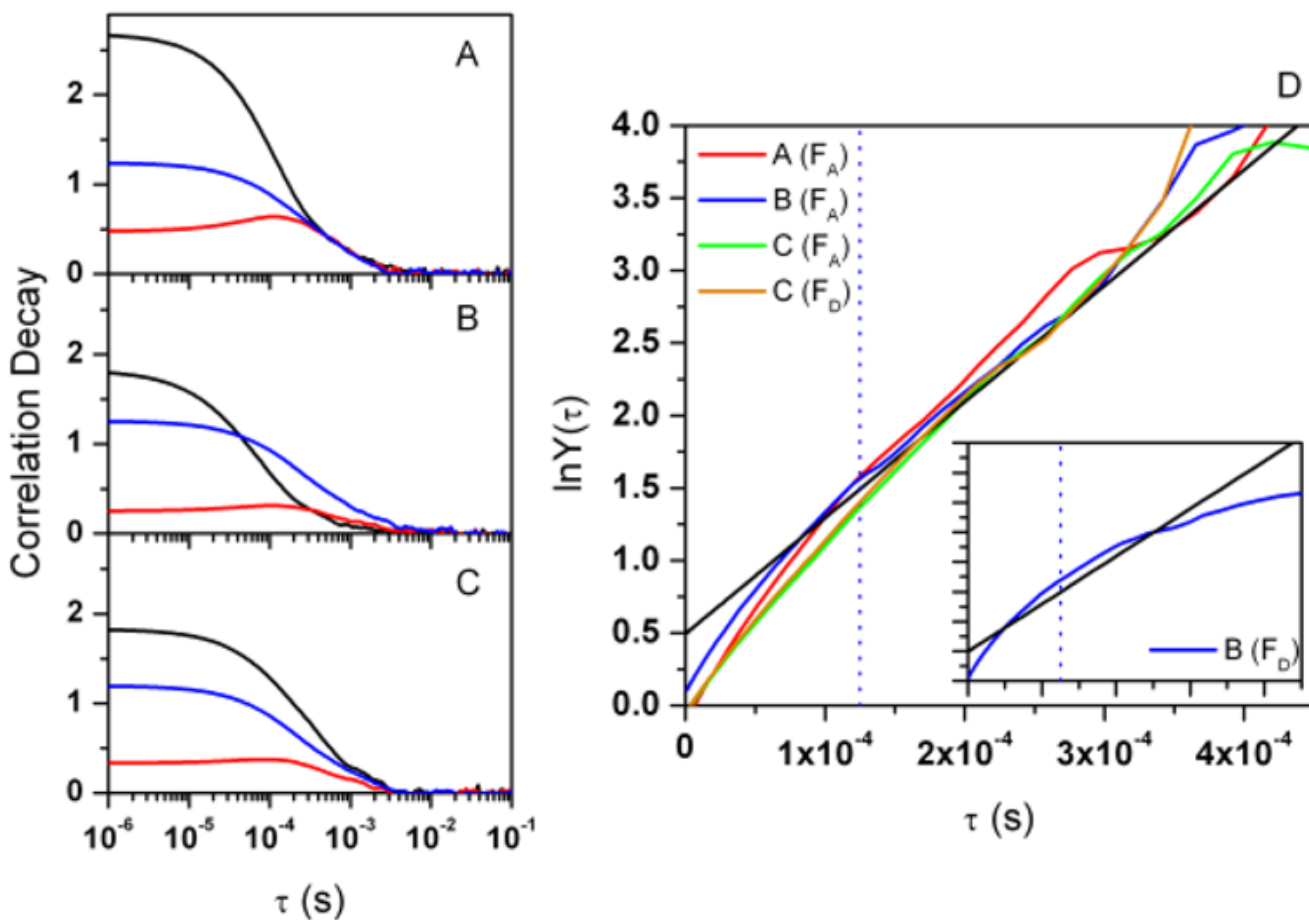 A
2
1
0
B
2
1
0
C
2
1
0
10⁻⁶ 10⁻⁵ 10⁻⁴ 10⁻³ 10⁻² 10⁻¹
τ (s)
Correlation Decay
D
4.0
3.5
3.0
2.5
2.0
1.5
1.0
0.5
0.0
A (F_A)
B (F_A)
C (F_A)
C (F_D)
B (F_D)
lnY(τ)
0 1x10⁻⁴ 2x10⁻⁴ 3x10⁻⁴ 4x10⁻⁴
τ (s)